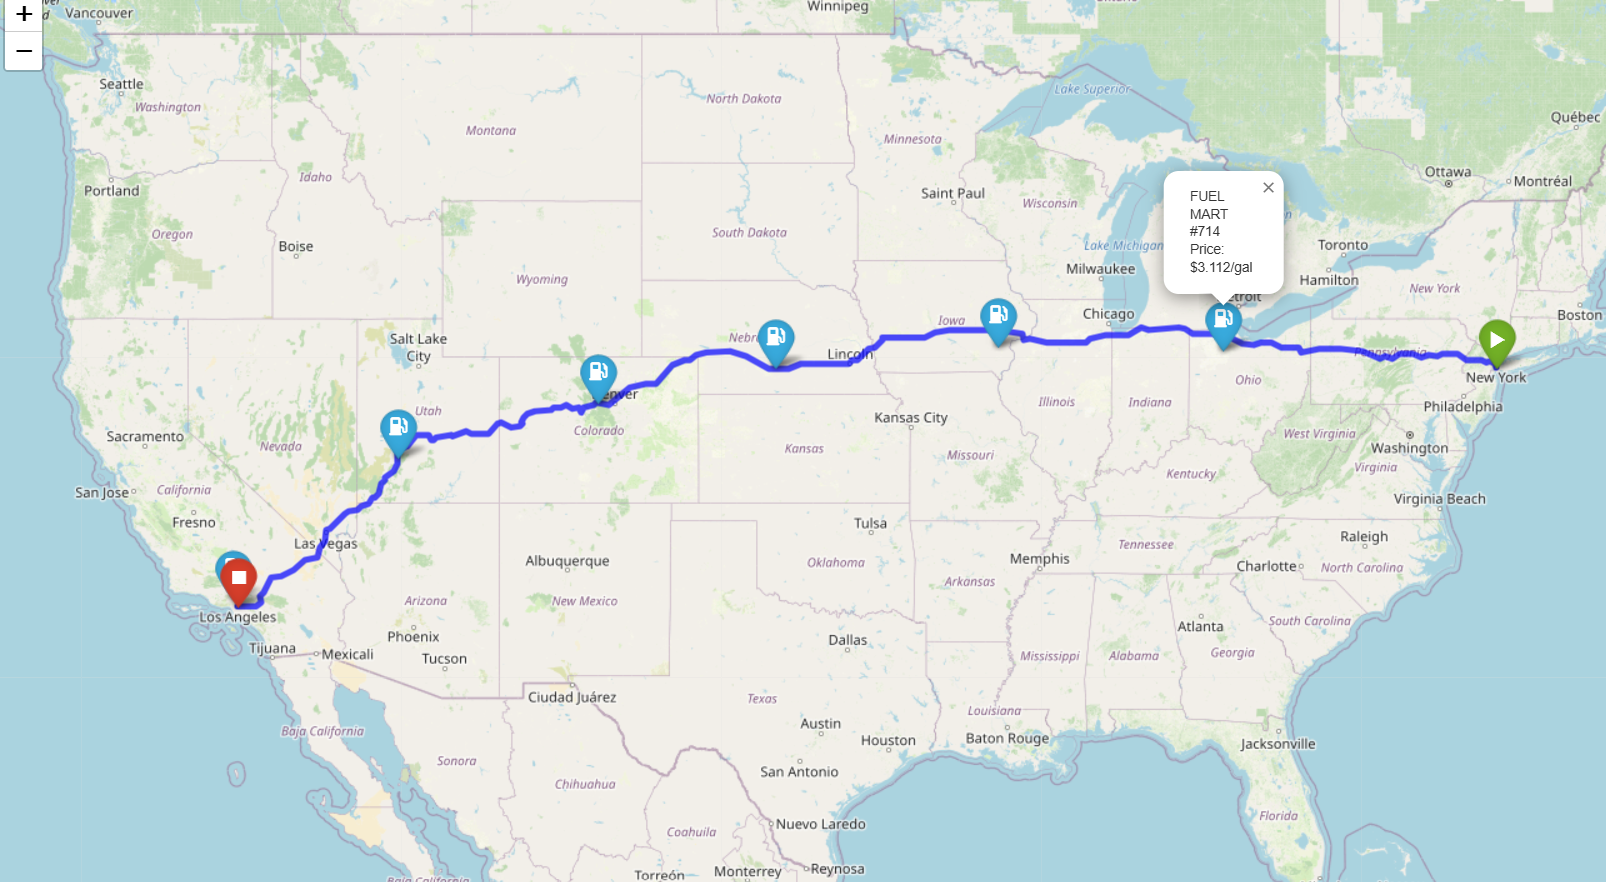 +
−
Vancouver
Winnipeg
Seattle
Washington
North Dakota
Montana
Minnesota
Lake Superior
Québec
Ottawa
Montréal
Portland
Idaho
Saint Paul
Wisconsin
Oregon
Boise
South Dakota
Lake Michigan
Toronto
FUEL
MART
#714
Price:
$3.112/gal
×
Wyoming
Milwaukee
Hamilton
New York
etroit
Boston
Chicago
Iowa
Salt Lake
City
Nebr
Lincoln
Pennsylvania
New York
enver
Ohio
Utah
Illinois
Indiana
Philadelphia
Kansas City
Colorado
Sacramento
Nevada
Kansas
Missouri
West Virginia
Washington
Virginia
Kentucky
San Jose
California
Virginia Beach
Fresno
Tulsa
Raleigh
Las Vegas
Albuquerque
Oklahoma
Memphis
Tennessee
Charlotte
North Carolina
Arkansas
Arizona
New Mexico
Los Angeles
Phoenix
Dallas
Atlanta
South Carolina
Tijuana
Mexicali
Tucson
Mississippi
Alabama
Georgia
Ciudad Juárez
Texas
Louisiana
Austin
Houston
Baton Rouge
Jacksonville
Baja California
Sonora
San Antonio
Chihuahua
Florida
Coahuila
Nuevo Laredo
Torreón
Monterrey
Reynosa
Baja California